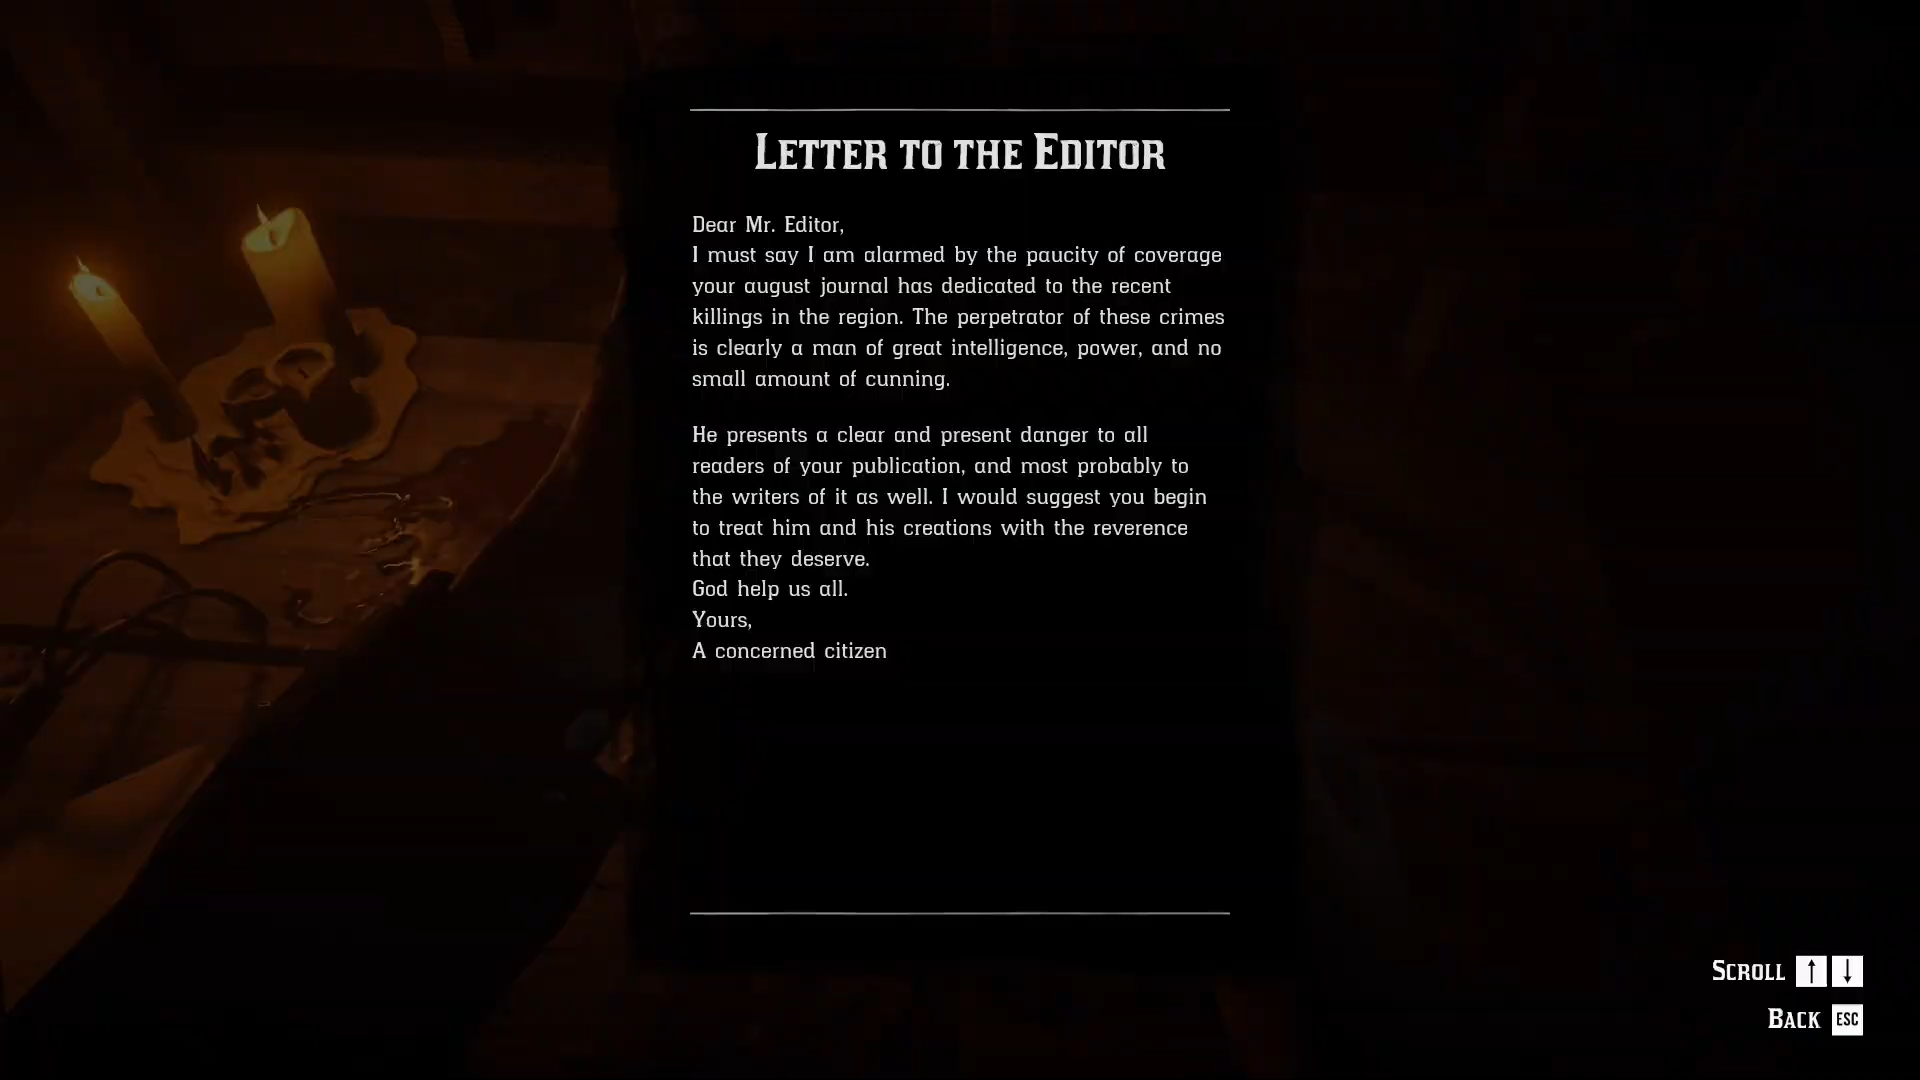 Letter to the Editor
Dear Mr. Editor,
I must say I am alarmed by the paucity of coverage
your august journal has dedicated to the recent
killings in the region. The perpetrator of these crimes
is clearly a man of great intelligence, power, and no
small amount of cunning.
He presents a clear and present danger to all
readers of your publication, and most probably to
the writers of it as well. I would suggest you begin
to treat him and his creations with the reverence
that they deserve.
God help us all.
Yours,
A concerned citizen
Scroll ↑ ↓
Back ESC